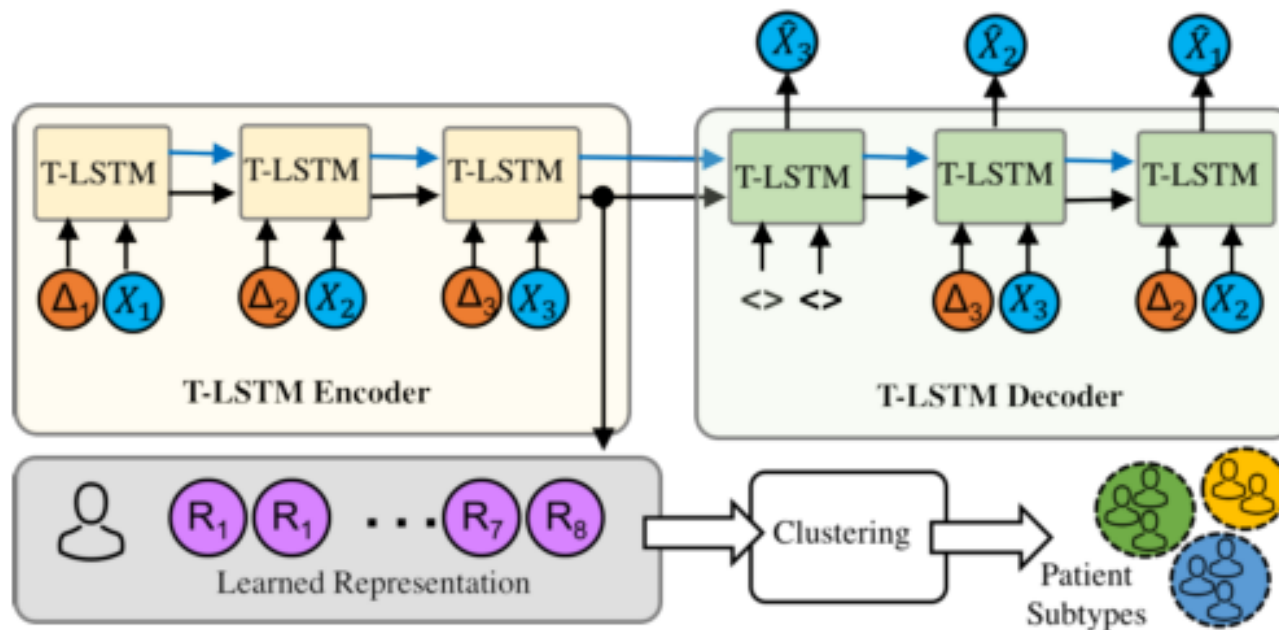 X̂₃ X̂₂ X̂₁
T-LSTM T-LSTM T-LSTM T-LSTM T-LSTM T-LSTM
Δ₁ X₁ Δ₂ X₂ Δ₃ X₃ <> <> Δ₃ X₃ Δ₂ X₂
T-LSTM Encoder T-LSTM Decoder
R₁ R₁ ··· R₇ R₈
Learned Representation
Clustering
Patient
Subtypes